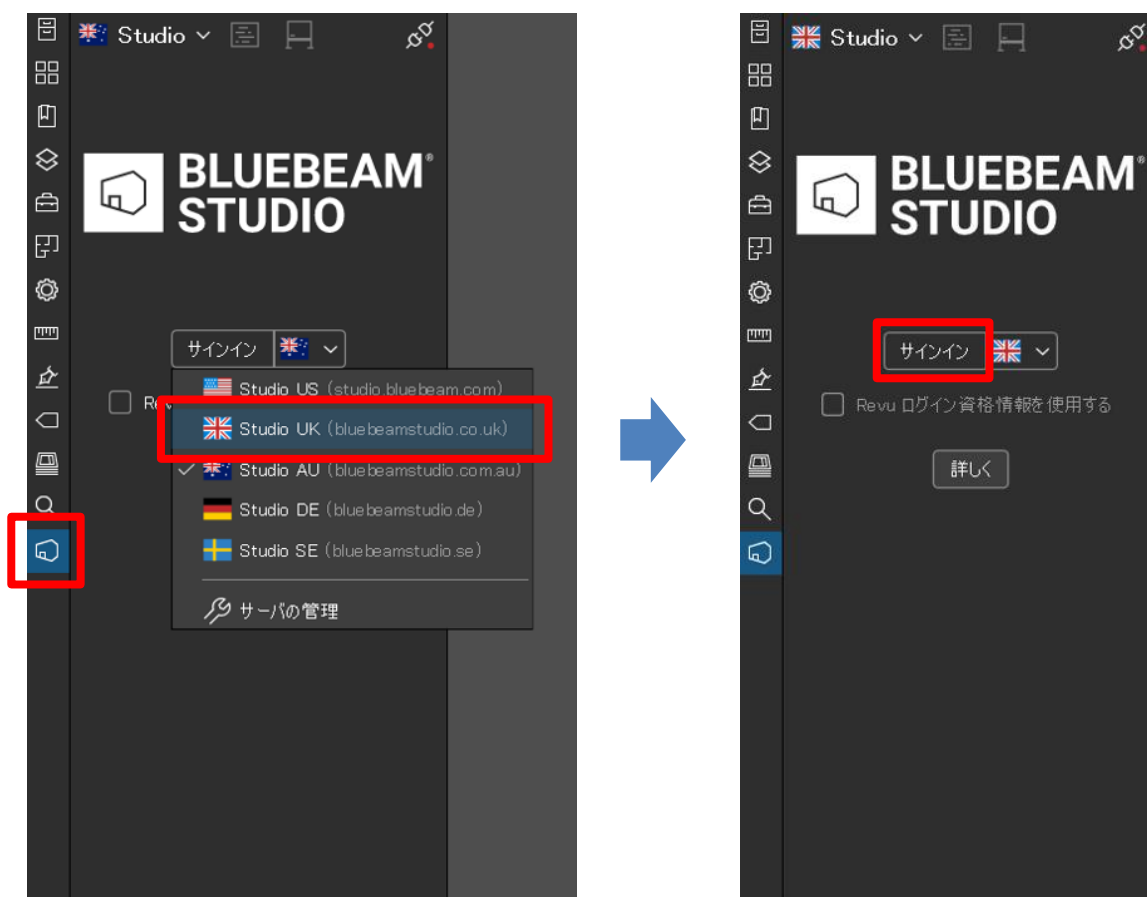 Studio
BLUEBEAM®
STUDIO
サインイン
Rev
Studio US (studio.bluebeam.com)
Studio UK (bluebeamstudio.co.uk)
Studio AU (bluebeamstudio.com.au)
Studio DE (bluebeamstudio.de)
Studio SE (bluebeamstudio.se)
サーバの管理
Studio
BLUEBEAM®
STUDIO
サインイン
Revu ログイン資格情報を使用する
詳しく